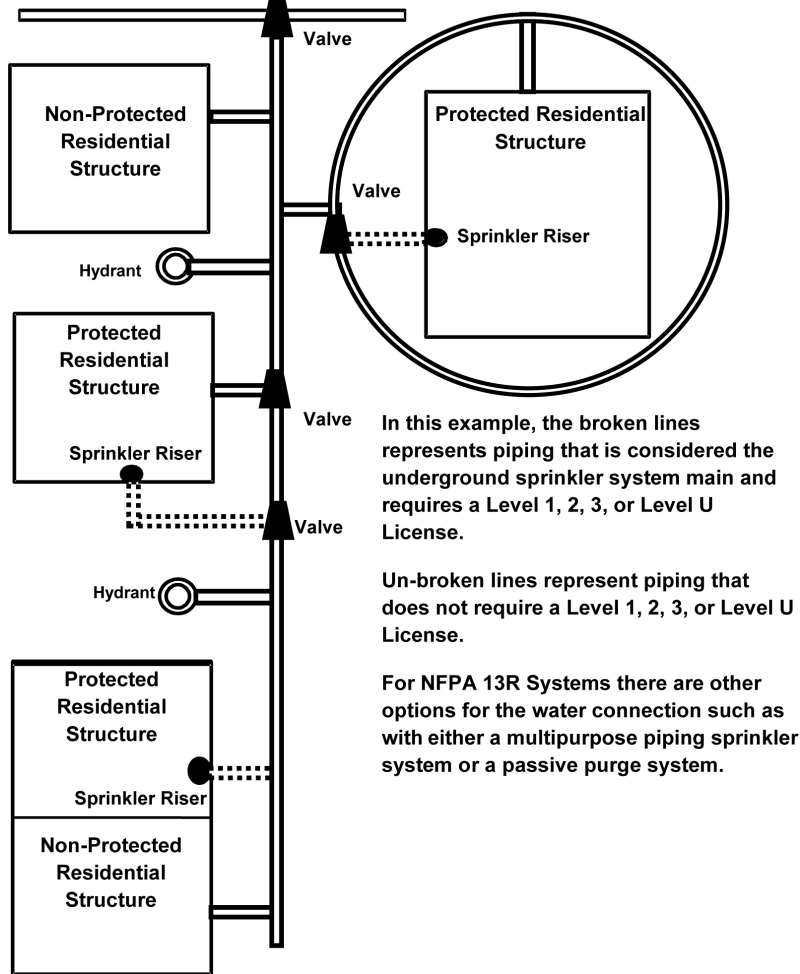 Valve
Non-Protected
Residential
Structure
Protected Residential
Structure
Valve
Sprinkler Riser
Hydrant
Protected
Residential
Structure
Sprinkler Riser
Valve
Valve
Hydrant
In this example, the broken lines
represents piping that is considered the
underground sprinkler system main and
requires a Level 1, 2, 3, or Level U
License.
Un-broken lines represent piping that
does not require a Level 1, 2, 3, or Level U
License.
For NFPA 13R Systems there are other
options for the water connection such as
with either a multipurpose piping sprinkler
system or a passive purge system.
Protected
Residential
Structure
Sprinkler Riser
Non-Protected
Residential
Structure